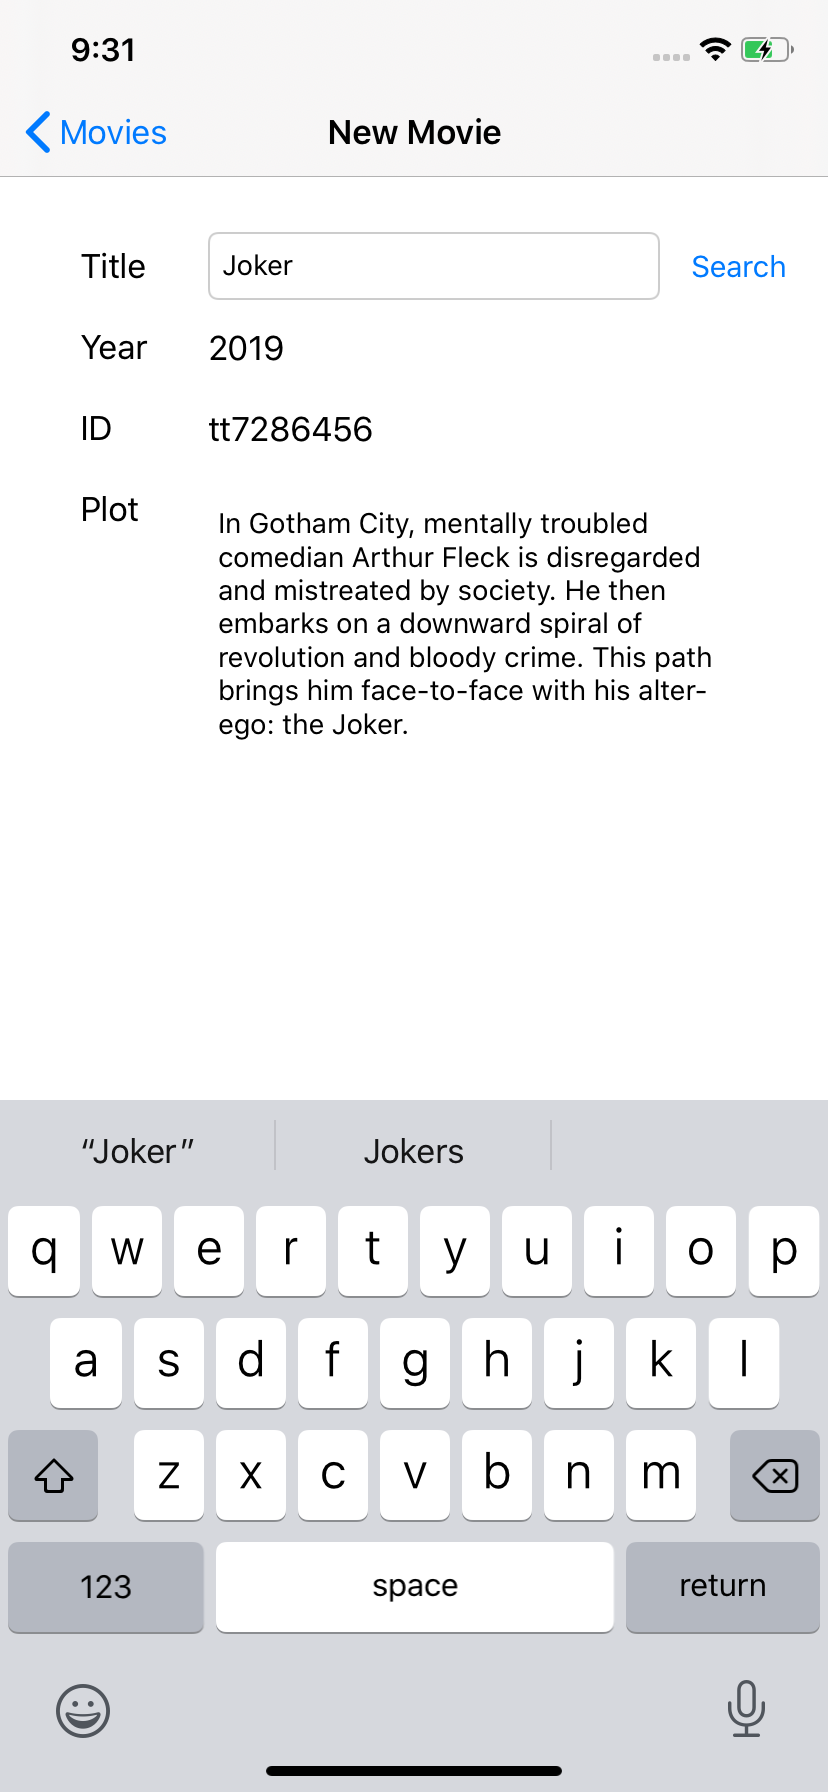 9:31
Movies New Movie
Title Joker Search
Year 2019
ID tt7286456
Plot In Gotham City, mentally troubled
comedian Arthur Fleck is disregarded
and mistreated by society. He then
embarks on a downward spiral of
revolution and bloody crime. This path
brings him face-to-face with his alter-
ego: the Joker.
“Joker” Jokers
q w e r t y u i o p
a s d f g h j k l
z x c v b n m
123 space return